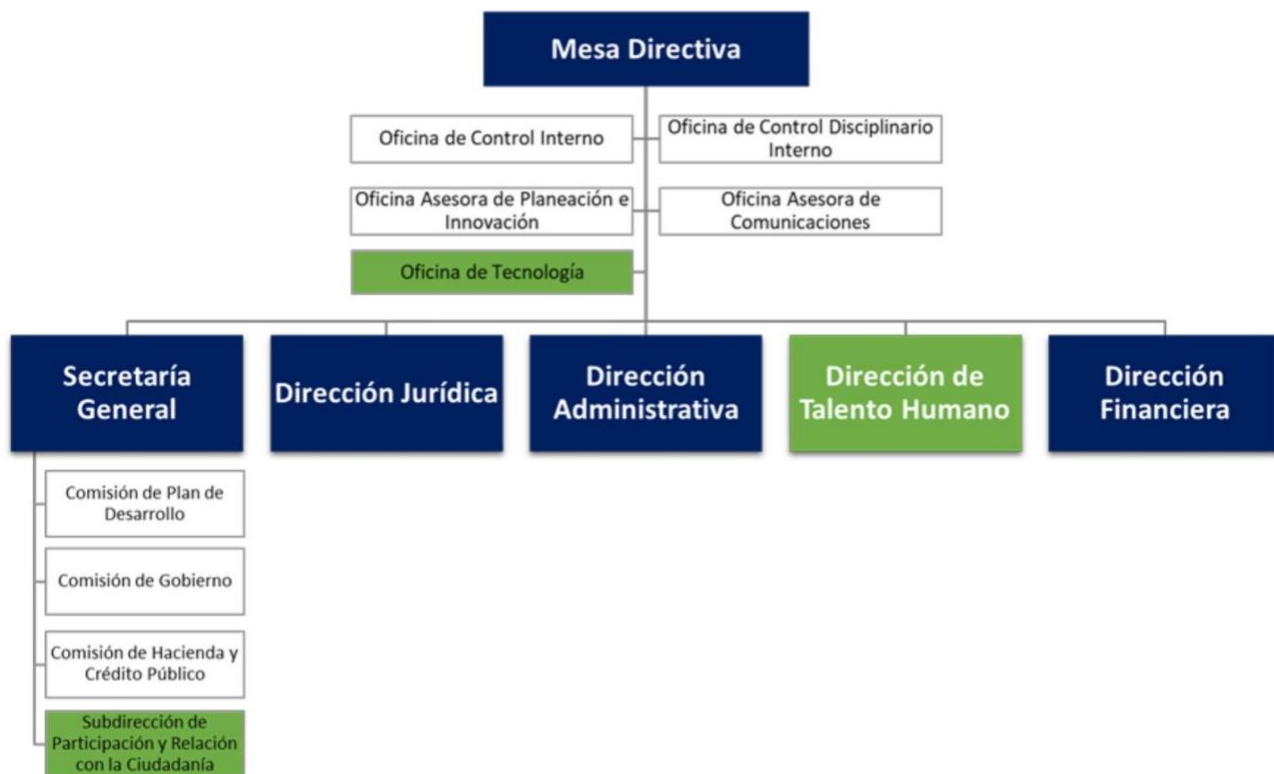 Mesa Directiva
Oficina de Control Interno
Oficina de Control Disciplinario
Interno
Oficina Asesora de Planeación e
Innovación
Oficina Asesora de
Comunicaciones
Oficina de Tecnología
Secretaría
General
Dirección Jurídica
Dirección
Administrativa
Dirección de
Talento Humano
Dirección
Financiera
Comisión de Plan de
Desarrollo
Comisión de Gobierno
Comisión de Hacienda y
Crédito Público
Subdirección de
Participación y Relación
con la Ciudadanía